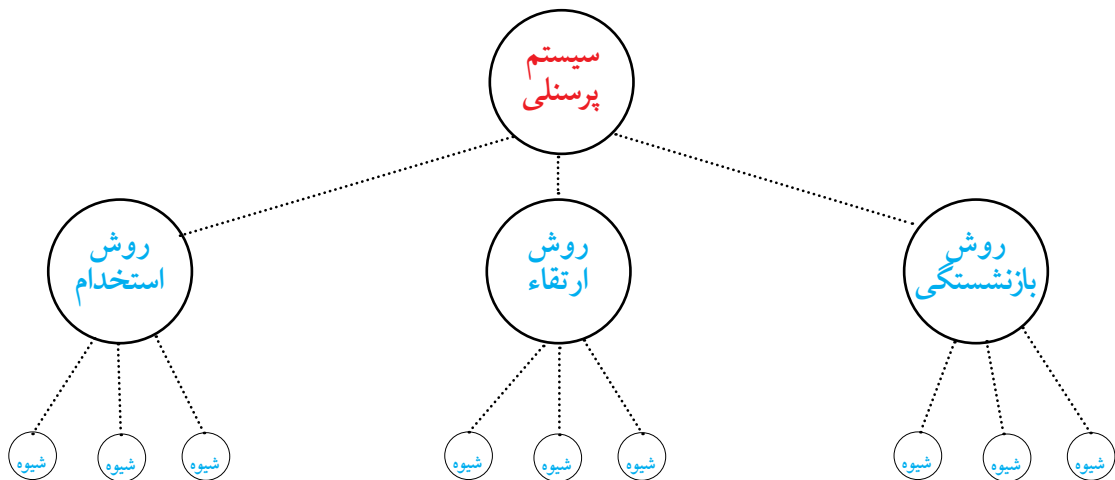 سیستم
پرسنلی
روش
بازنشستگی
روش
ارتقاء
روش
استخدام
شیوه
شیوه
شیوه
شیوه
شیوه
شیوه
شیوه
شیوه
شیوه